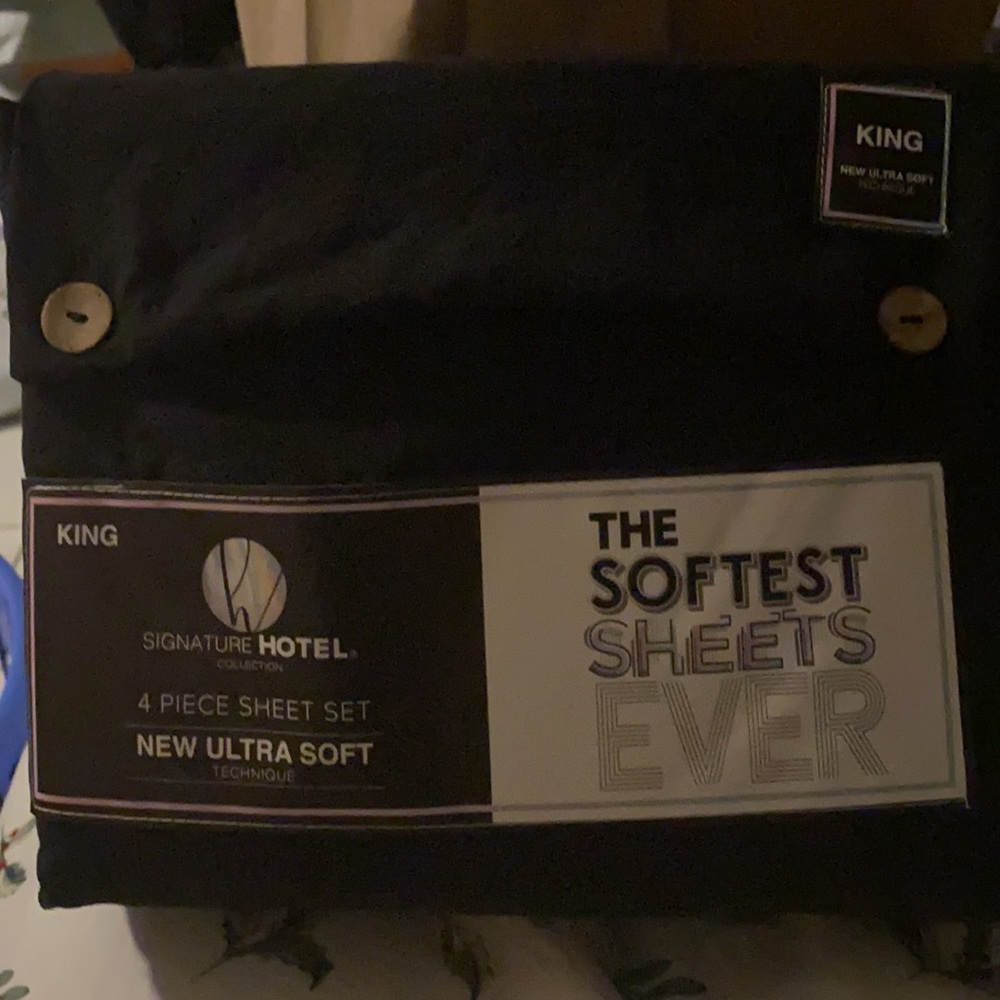 KING
NEW ULTRA SOFT
TECHNIQUE
KING
SIGNATURE HOTEL®
COLLECTION
4 PIECE SHEET SET
NEW ULTRA SOFT
TECHNIQUE
THE
SOFTEST
SHEETS
EVER